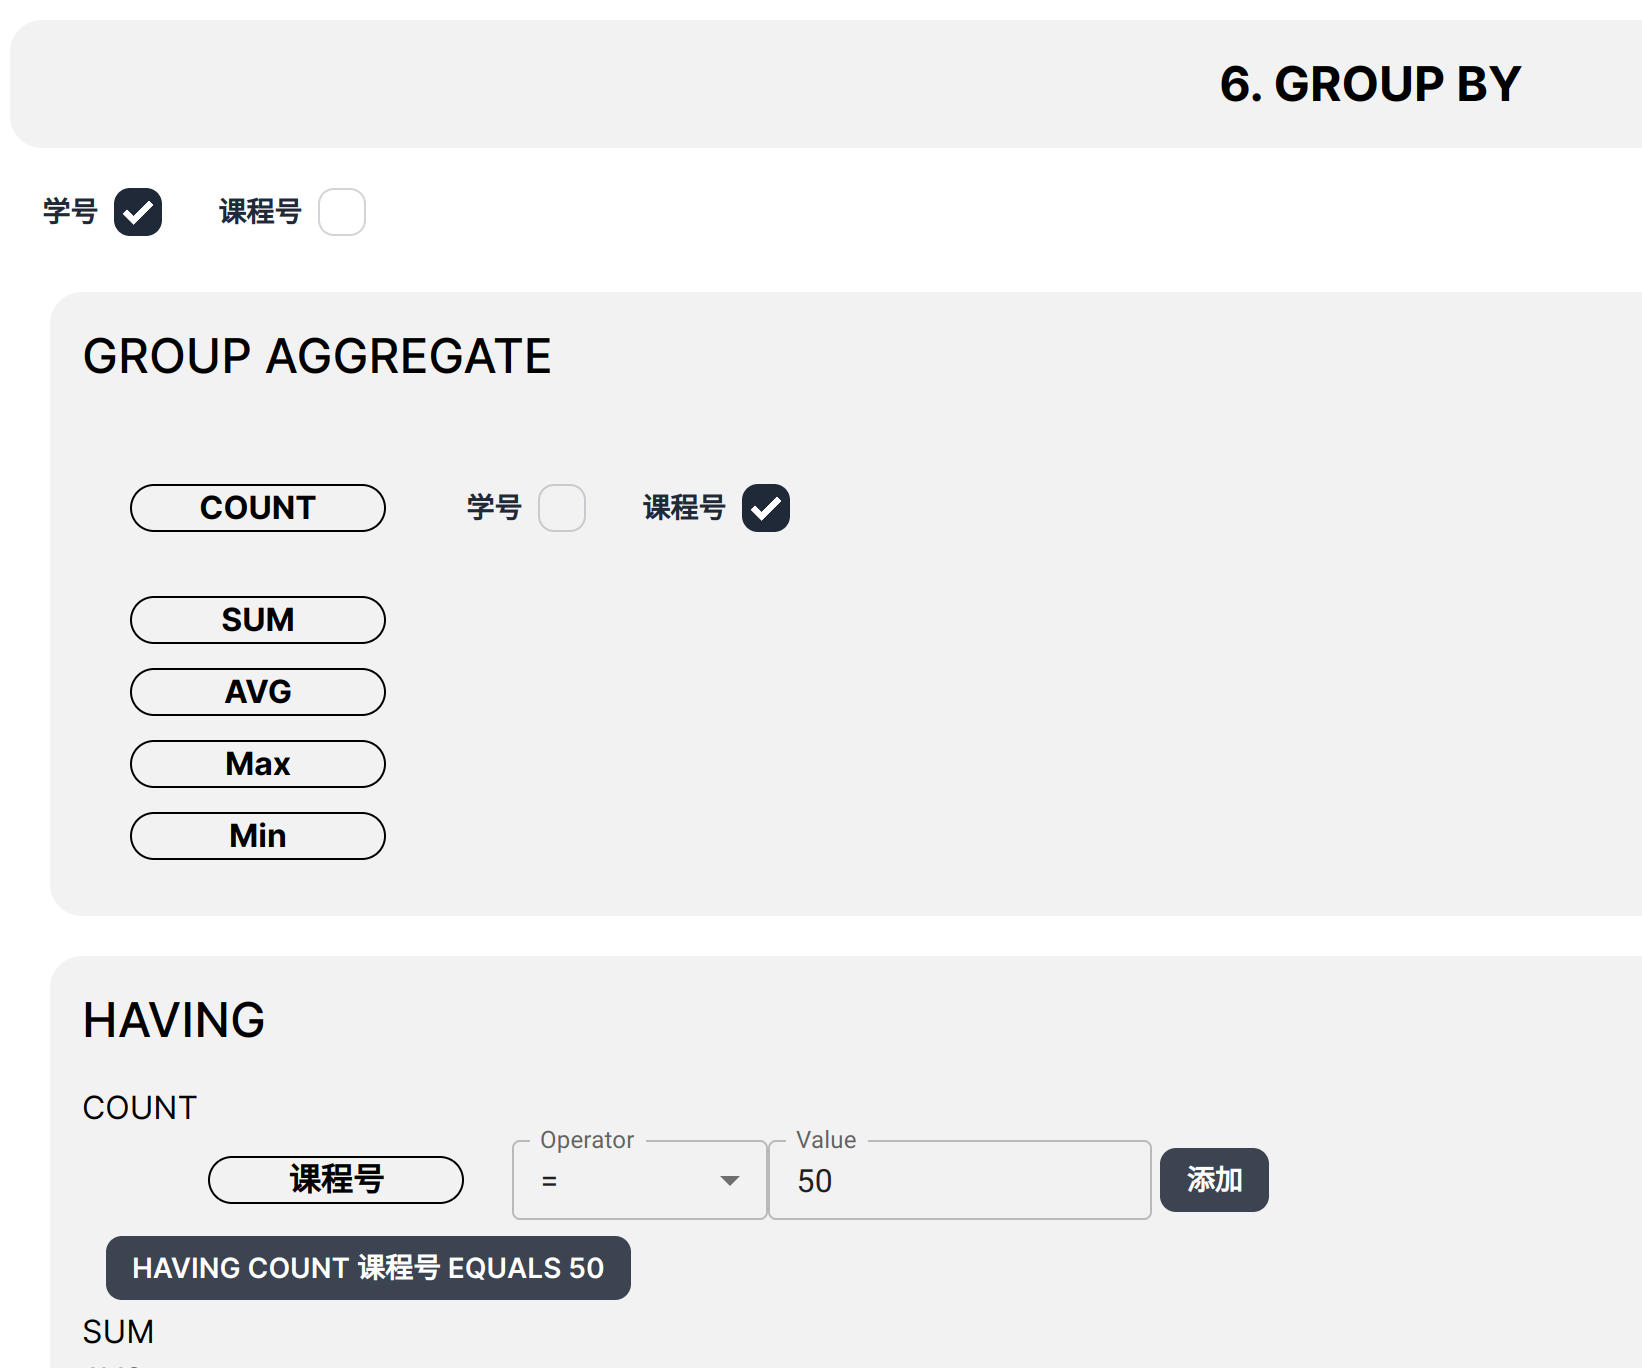 6. GROUP BY
学号 课程号
GROUP AGGREGATE
COUNT 学号 课程号
SUM
AVG
Max
Min
HAVING
COUNT
Operator Value
课程号 = 50 添加
HAVING COUNT 课程号 EQUALS 50
SUM